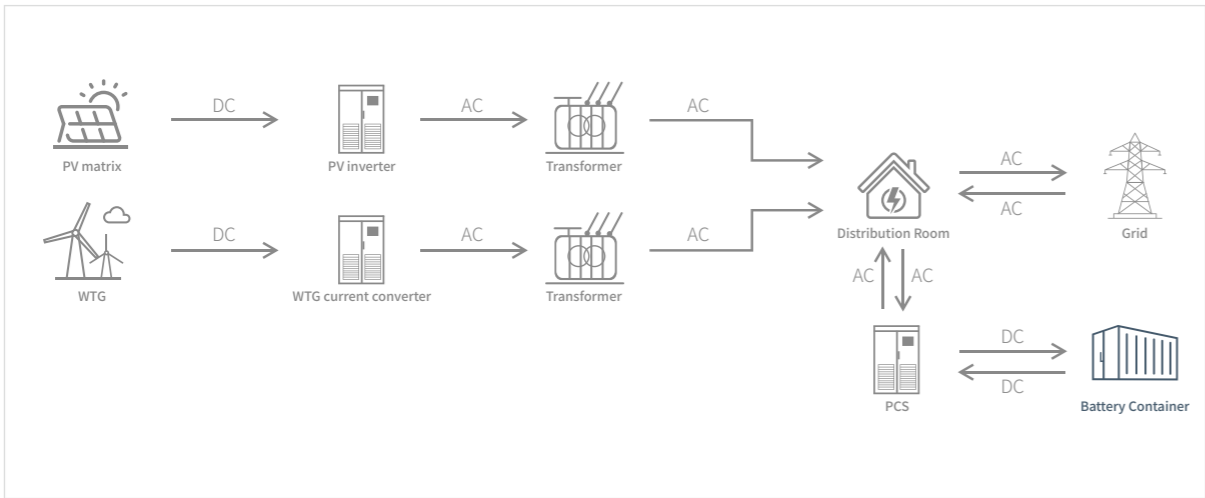 DC
AC
AC
PV matrix
PV inverter
Transformer
AC
AC
DC
AC
AC
Distribution Room
Grid
WTG
WTG current converter
Transformer
AC
AC
DC
DC
PCS
Battery Container